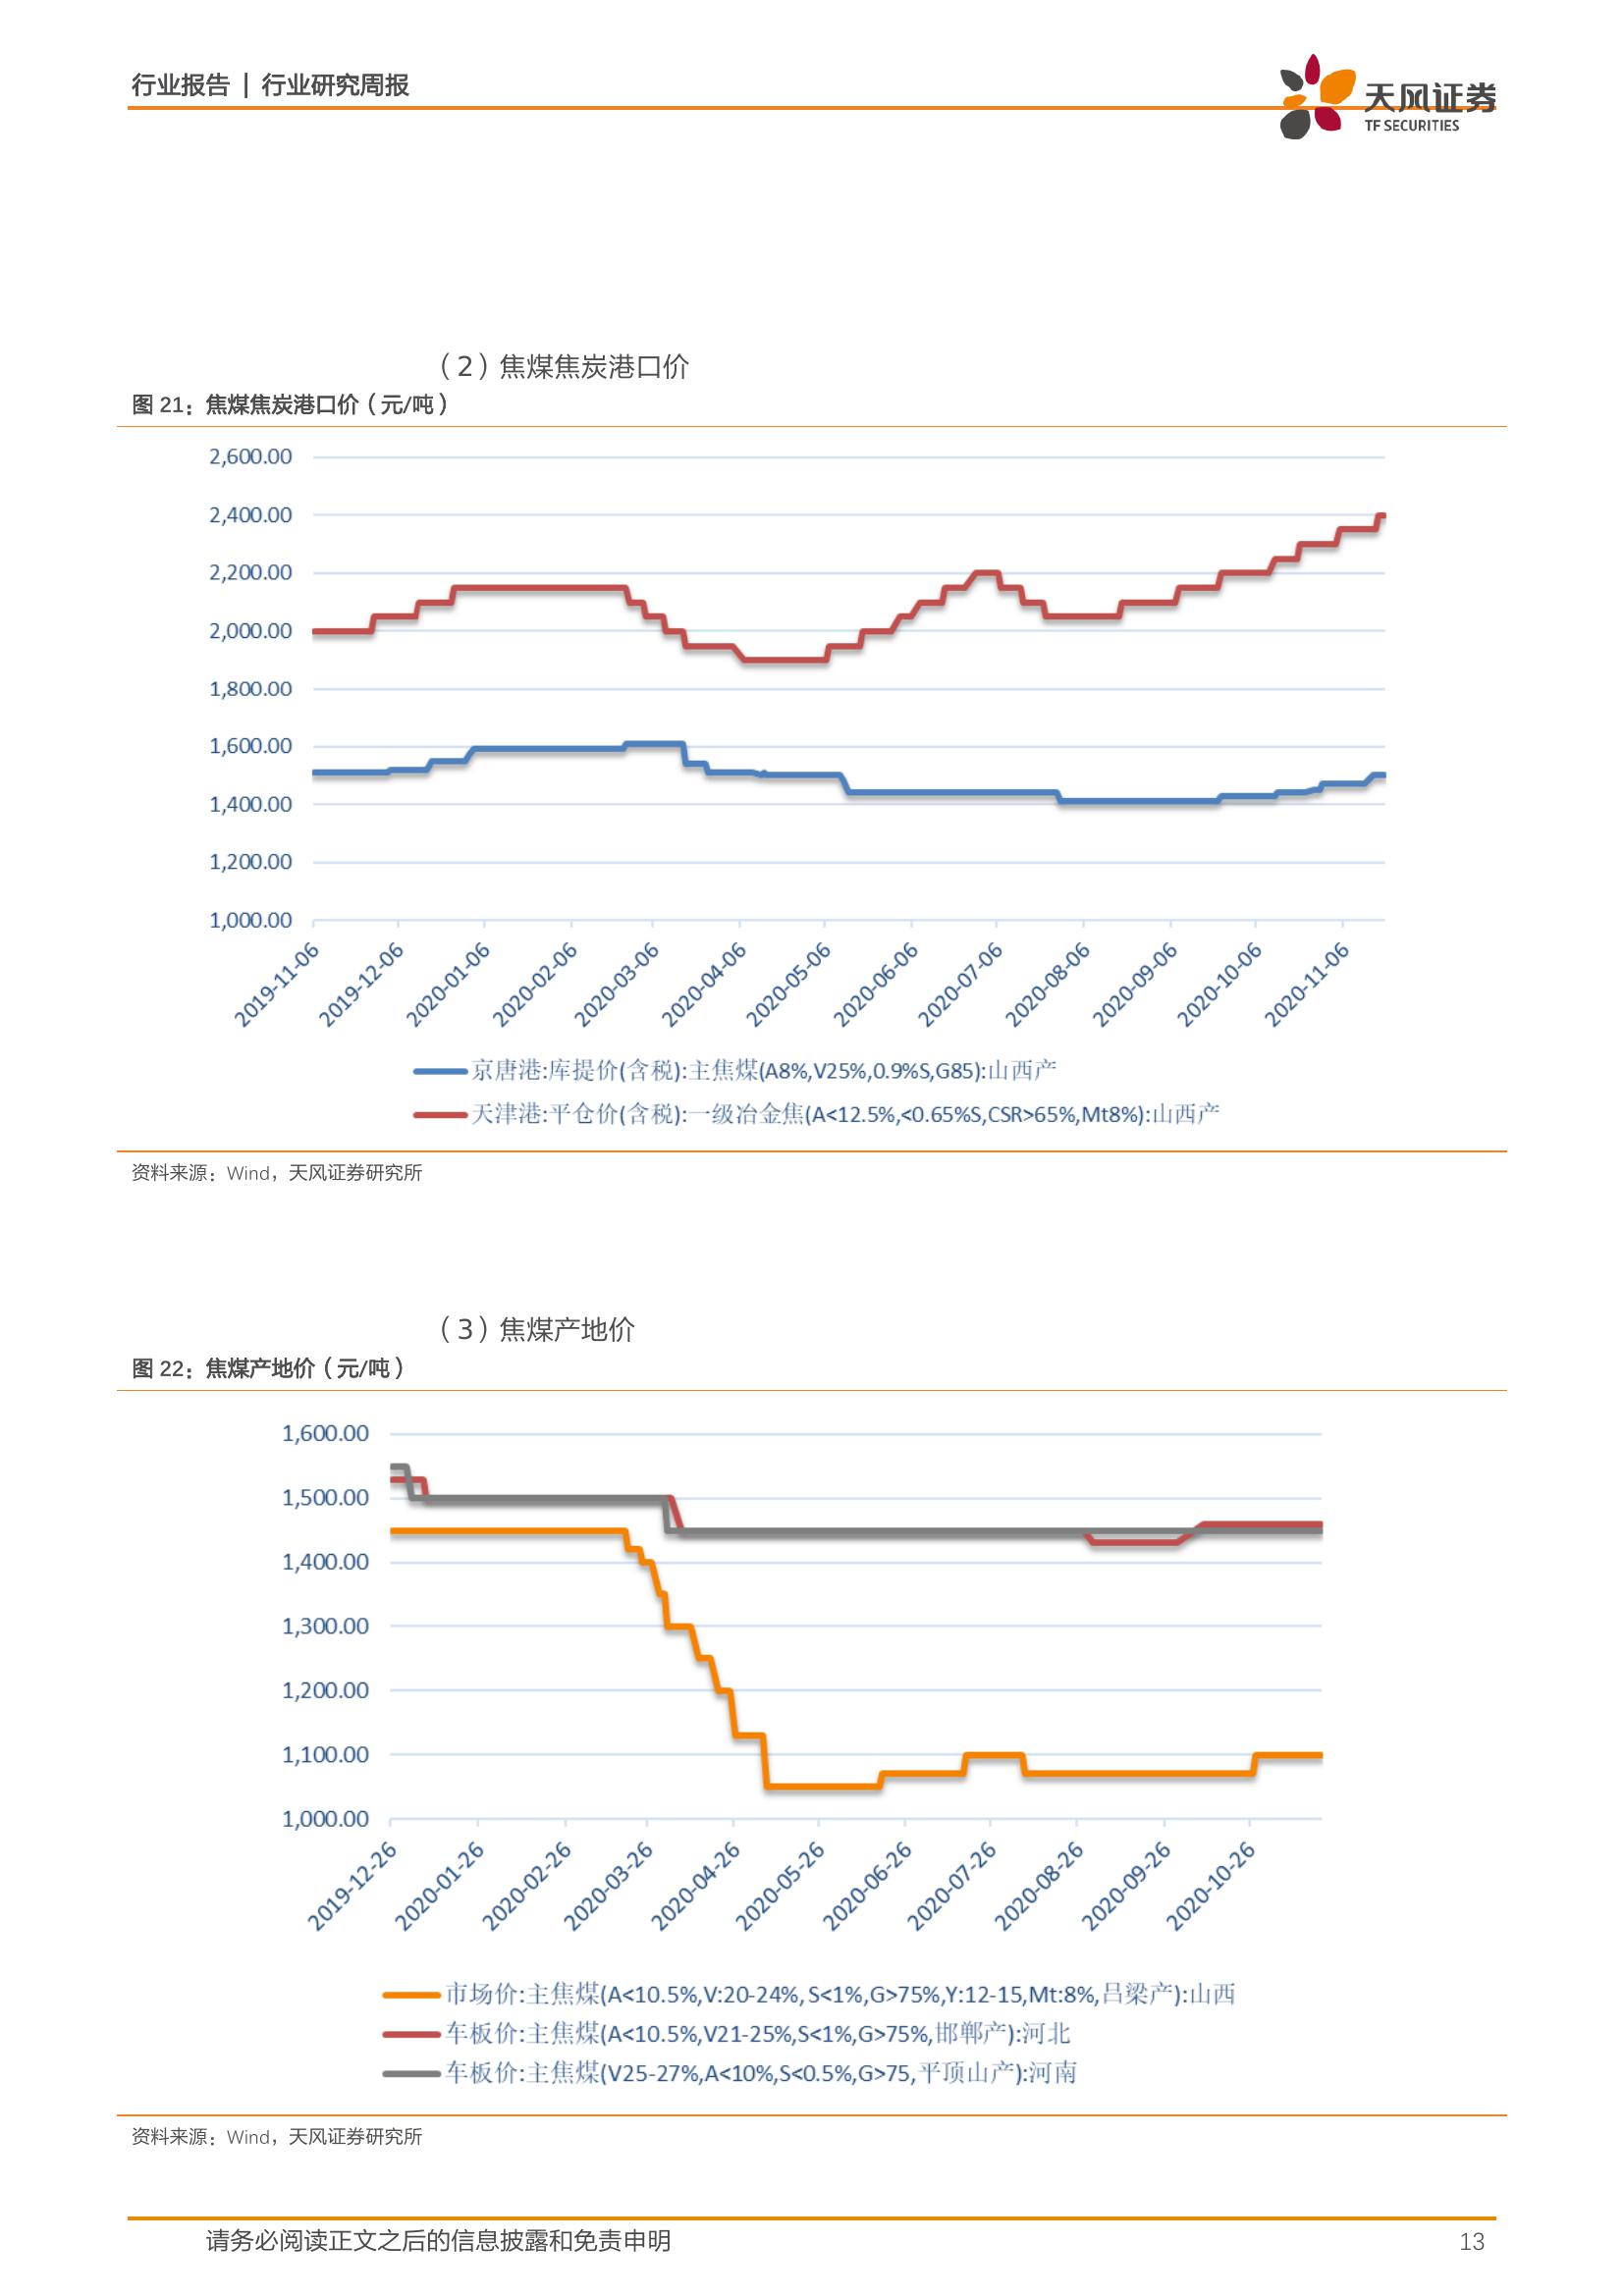 行业报告 | 行业研究周报
天风证券
TF SECURITIES
（2）焦煤焦炭港口价
图 21：焦煤焦炭港口价（元/吨）
2,600.00
2,400.00
2,200.00
2,000.00
1,800.00
1,600.00
1,400.00
1,200.00
1,000.00
2019-11-06
2019-12-06
2020-01-06
2020-02-06
2020-03-06
2020-04-06
2020-05-06
2020-06-06
2020-07-06
2020-08-06
2020-09-06
2020-10-06
2020-11-06
京唐港:库提价(含税):主焦煤(A8%,V25%,0.9%S,G85):山西产
天津港:平仓价(含税):一级冶金焦(A<12.5%,<0.65%S,CSR>65%,Mt8%):山西产
资料来源：Wind，天风证券研究所
（3）焦煤产地价
图 22：焦煤产地价（元/吨）
1,600.00
1,500.00
1,400.00
1,300.00
1,200.00
1,100.00
1,000.00
2019-12-26
2020-01-26
2020-02-26
2020-03-26
2020-04-26
2020-05-26
2020-06-26
2020-07-26
2020-08-26
2020-09-26
2020-10-26
市场价:主焦煤(A<10.5%,V:20-24%,S<1%,G>75%,Y:12-15,Mt:8%,吕梁产):山西
车板价:主焦煤(A<10.5%,V21-25%,S<1%,G>75%,邯郸产):河北
车板价:主焦煤(V25-27%,A<10%,S<0.5%,G>75,平顶山产):河南
资料来源：Wind，天风证券研究所
请务必阅读正文之后的信息披露和免责申明
13